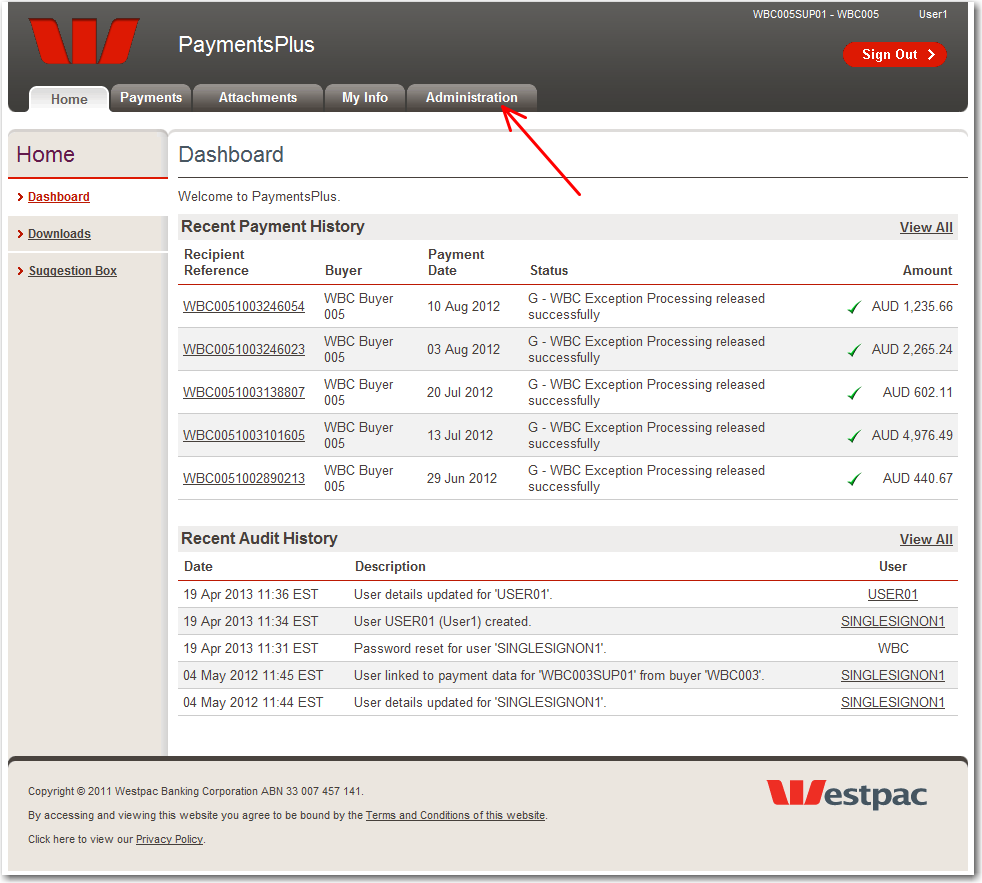 WBC005SUP01 - WBC005 User1
PaymentsPlus
Sign Out
Home Payments Attachments My Info Administration
Home
Dashboard
Downloads
Suggestion Box
Dashboard
Welcome to PaymentsPlus.
Recent Payment History View All
Recipient Reference Buyer Payment Date Status Amount
WBC0051003246054 WBC Buyer 005 10 Aug 2012 G - WBC Exception Processing released successfully AUD 1,235.66
WBC0051003246023 WBC Buyer 005 03 Aug 2012 G - WBC Exception Processing released successfully AUD 2,265.24
WBC0051003138807 WBC Buyer 005 20 Jul 2012 G - WBC Exception Processing released successfully AUD 602.11
WBC0051003101605 WBC Buyer 005 13 Jul 2012 G - WBC Exception Processing released successfully AUD 4,976.49
WBC0051002890213 WBC Buyer 005 29 Jun 2012 G - WBC Exception Processing released successfully AUD 440.67
Recent Audit History View All
Date Description User
19 Apr 2013 11:36 EST User details updated for 'USER01'. USER01
19 Apr 2013 11:34 EST User USER01 (User1) created. SINGLESIGNON1
19 Apr 2013 11:31 EST Password reset for user 'SINGLESIGNON1'. WBC
04 May 2012 11:45 EST User linked to payment data for 'WBC003SUP01' from buyer 'WBC003'. SINGLESIGNON1
04 May 2012 11:44 EST User details updated for 'SINGLESIGNON1'. SINGLESIGNON1
Copyright © 2011 Westpac Banking Corporation ABN 33 007 457 141.
By accessing and viewing this website you agree to be bound by the Terms and Conditions of this website.
Click here to view our Privacy Policy.
Westpac